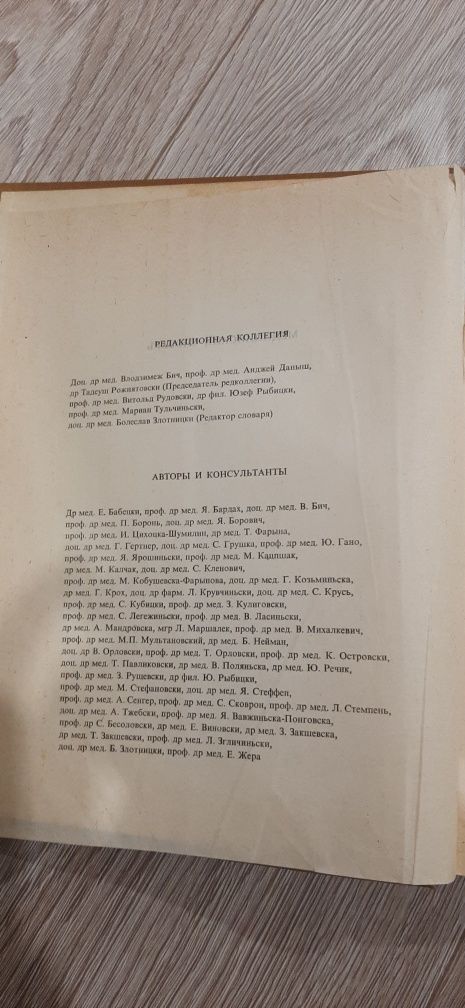 РЕДАКЦИОННАЯ КОЛЛЕГИЯ
Доц. др мед. Влодзимеж Бич, проф. др мед. Анджей Даныш,
др Тадеуш Рожнятовски (Председатель редколлегии),
проф. др мед. Витольд Рудовски, др фил. Юзеф Рыбицки,
проф. др мед. Мариан Тульчиньски,
доц. др мед. Болеслав Злотницки (Редактор словаря)
АВТОРЫ И КОНСУЛЬТАНТЫ
Др мед. Е. Бабецки, проф. др мед. Я. Бардах, доц. др мед. В. Бич,
проф. др мед. П. Боронь, доц. др мед. Я. Борович,
проф. др мед. И. Цихоцка-Шумилин, др мед. Т. Фарына,
доц. др мед. Г. Гертнер, доц. др мед. С. Грушка, проф. др мед. Ю. Гано,
проф. др мед. Я. Ярошиньски, проф. др мед. М. Кацпшак,
др мед. М. Калчак, доц. др мед. С. Кленович,
проф. др мед. М. Кобушевска-Фарынова, доц. др мед. Г. Козьминьска,
др мед. Г. Крох, доц. др фарм. Л. Кравчиньски, доц. др мед. С. Крусь,
проф. др мед. С. Кубицки, проф. др мед. З. Кулиговски,
проф. др мед. С. Легежиньски, проф. др мед. В. Ласиньски,
др мед. А. Мандровска, мгр Л. Маршалек, проф. др мед. В. Михалкевич,
проф. др мед. М.П. Мультановский, др мед. Б. Нейман,
доц. др В. Орловски, проф. др мед. Т. Орловски, проф. др мед. К. Островски,
доц. др мед. Т. Павликовски, др мед. В. Поляньска, др мед. Ю. Речик,
проф. др мед. З. Рушевски, др фил. Ю. Рыбицки,
проф. др мед. М. Стефановски, доц. др мед. Я. Стеффен,
проф. др мед. А. Сенгер, проф. др мед. С. Сковрон, проф. др мед. Л. Стемпень,
доц. др мед. А. Тжебски, проф. др мед. Я. Вавжиньска-Понговска,
проф. др С. Весоловски, др мед. Е. Виновски, др мед. З. Закшевска,
др мед. Т. Закшевски, проф. др мед. Л. Згличиньски,
доц. др мед. Б. Злотницки, проф. др мед. Е. Жера